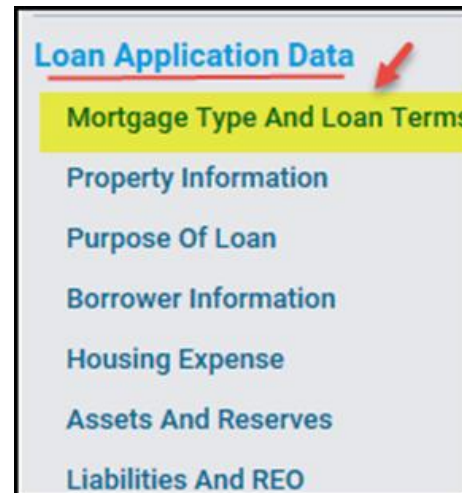 Loan Application Data
Mortgage Type And Loan Terms
Property Information
Purpose Of Loan
Borrower Information
Housing Expense
Assets And Reserves
Liabilities And REO